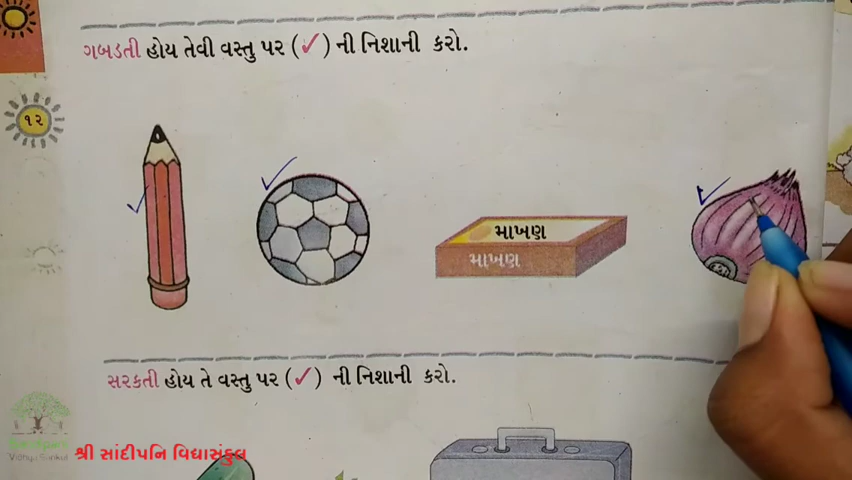 ગબડતી હોય તેવી વસ્તુ પર (✓) ની નિશાની કરો.
૧૨
માખણ
માખણ
સરકતી હોય તે વસ્તુ પર (✓) ની નિશાની કરો.
શ્રી સાંદીપનિ વિદ્યાસંકુલ